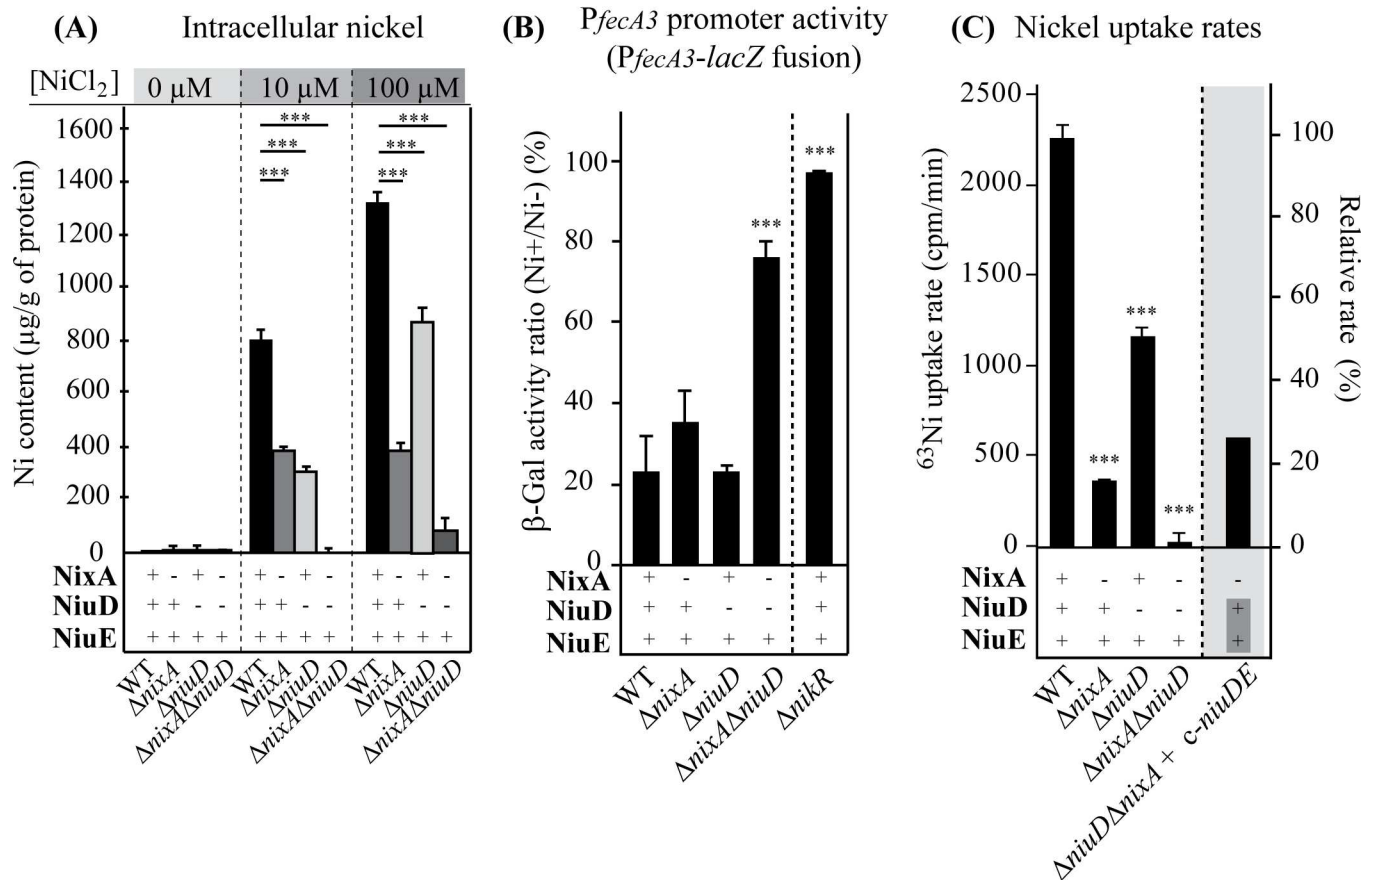 (A) Intracellular nickel
[NiCl2] 0 µM 10 µM 100 µM
Ni content (µg/g of protein)
1600
1400
1200
1000
800
600
400
200
0
*** *** *** *** *** ***
NixA + - + - + - + - + - + -
NiuD + + - - + + - - + + - -
NiuE + + + + + + + + + + + +
WT ΔnixA ΔniuD ΔnixAΔniuD WT ΔnixA ΔniuD ΔnixAΔniuD WT ΔnixA ΔniuD ΔnixAΔniuD
(B) PfecA3 promoter activity
(PfecA3-lacZ fusion)
β-Gal activity ratio (Ni+/Ni-) (%)
100
80
60
40
20
0
*** ***
NixA + - + - +
NiuD + + - - +
NiuE + + + + +
WT ΔnixA ΔniuD ΔnixAΔniuD ΔnikR
(C) Nickel uptake rates
63Ni uptake rate (cpm/min)
2500
2000
1500
1000
500
0
*** *** ***
100
80
60
40
20
0
Relative rate (%)
NixA + - + - -
NiuD + + - - +
NiuE + + + + +
WT ΔnixA ΔniuD ΔnixAΔniuD ΔniuDΔnixA + c-niuDE